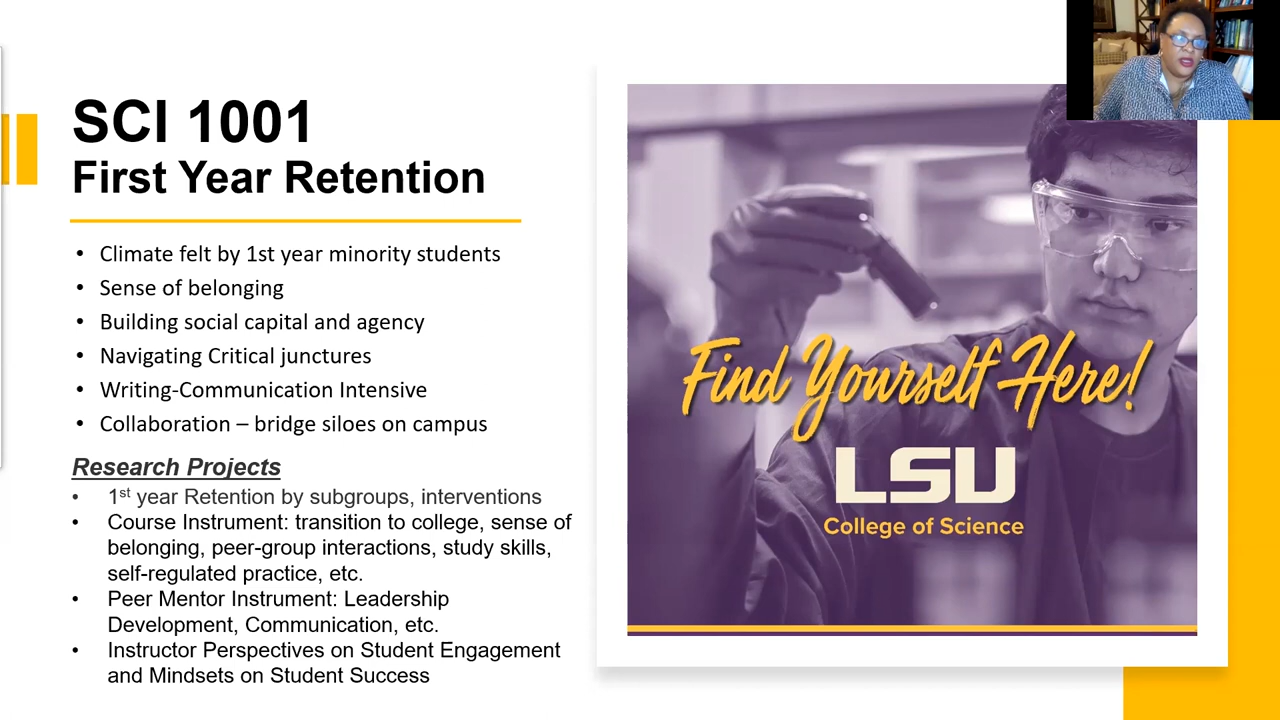 SCI 1001
First Year Retention
• Climate felt by 1st year minority students
• Sense of belonging
• Building social capital and agency
• Navigating Critical junctures
• Writing-Communication Intensive
• Collaboration – bridge siloes on campus
Research Projects
• 1st year Retention by subgroups, interventions
• Course Instrument: transition to college, sense of
belonging, peer-group interactions, study skills,
self-regulated practice, etc.
• Peer Mentor Instrument: Leadership
Development, Communication, etc.
• Instructor Perspectives on Student Engagement
and Mindsets on Student Success
Find Yourself Here!
LSU
College of Science